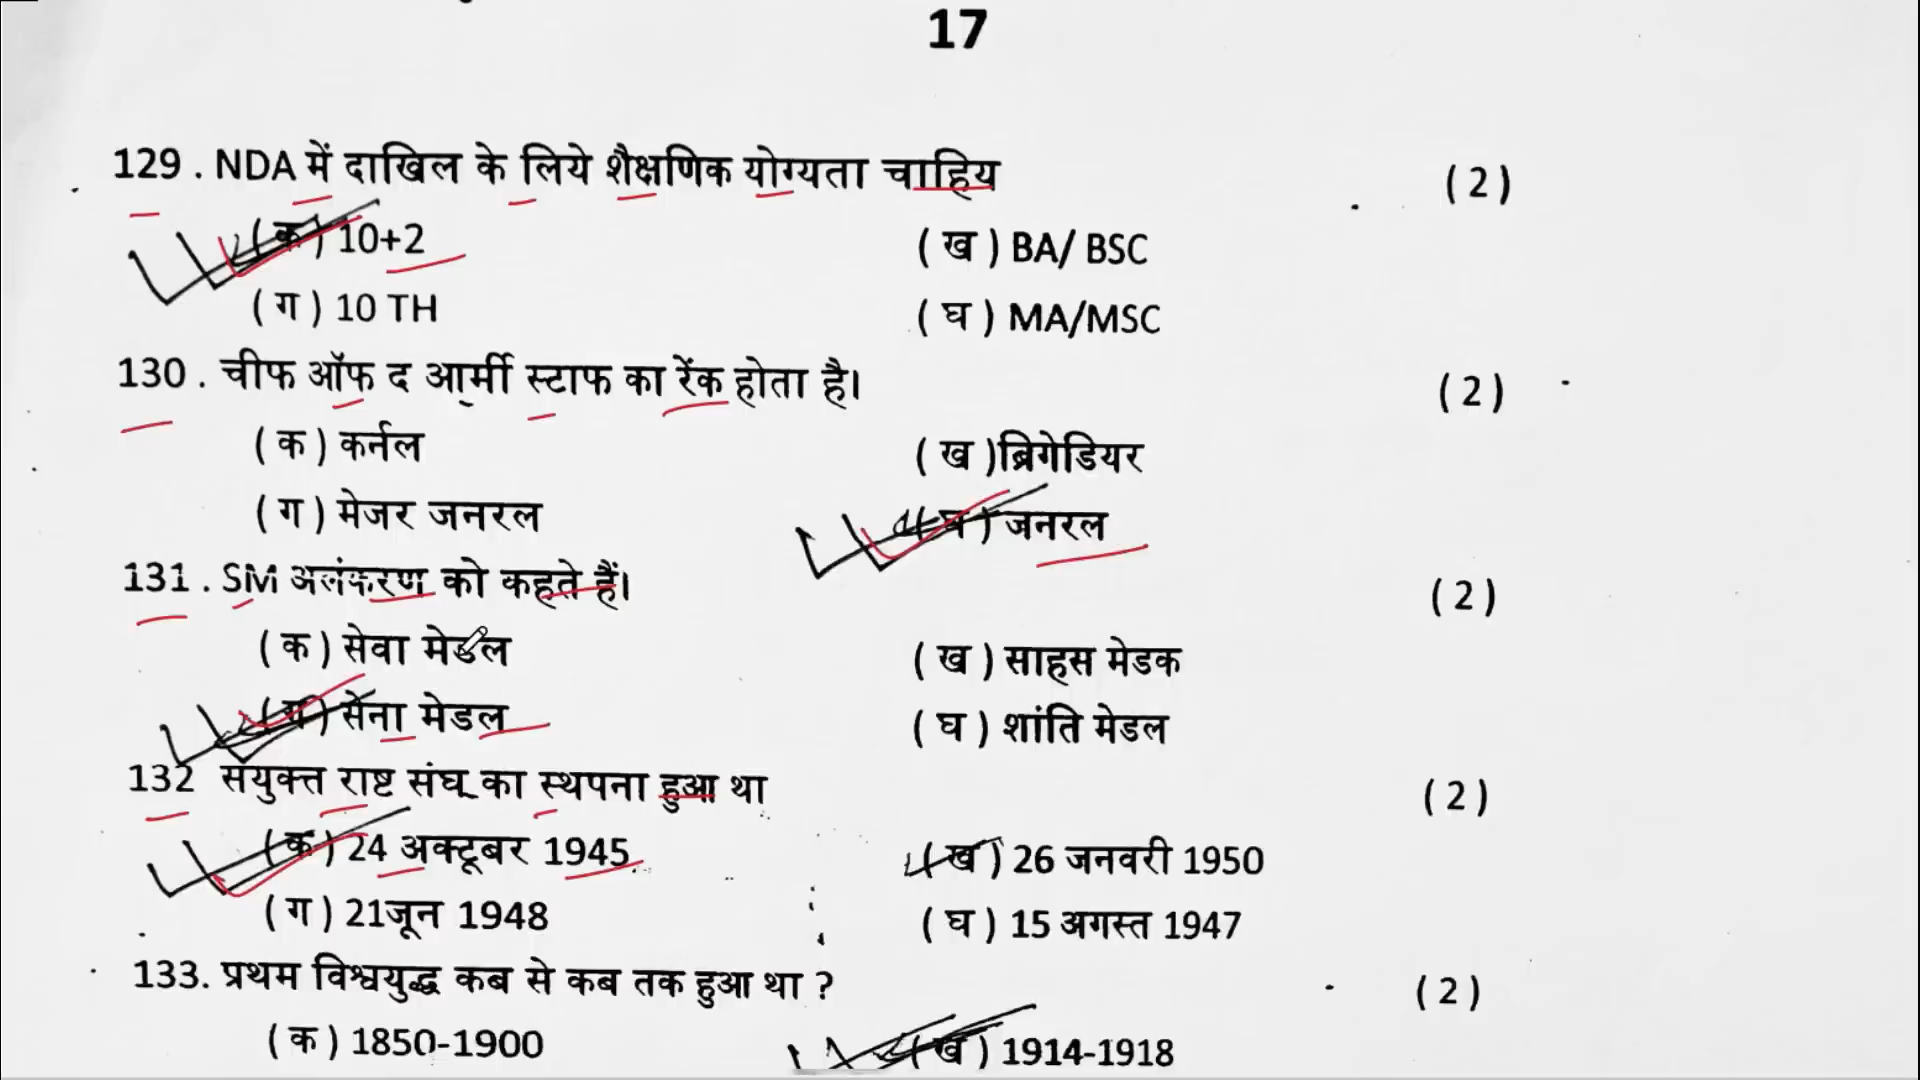 17
129 . NDA में दाखिल के लिये शैक्षणिक योग्यता चाहिय (2)
(क) 10+2 (ख) BA/ BSC
(ग) 10 TH (घ) MA/MSC
130 . चीफ ऑफ द आर्मी स्टाफ का रेंक होता है। (2)
(क) कर्नल (ख)ब्रिगेडियर
(ग) मेजर जनरल (घ) जनरल
131 . SM अलंकरण को कहते हैं। (2)
(क) सेवा मेडल (ख) साहस मेडक
(ग) सेना मेडल (घ) शांति मेडल
132 संयुक्त राष्ट संघ का स्थपना हुआ था (2)
(क) 24 अक्टूबर 1945 (ख) 26 जनवरी 1950
(ग) 21जून 1948 (घ) 15 अगस्त 1947
133. प्रथम विश्वयुद्ध कब से कब तक हुआ था ? (2)
(क) 1850-1900 (ख) 1914-1918